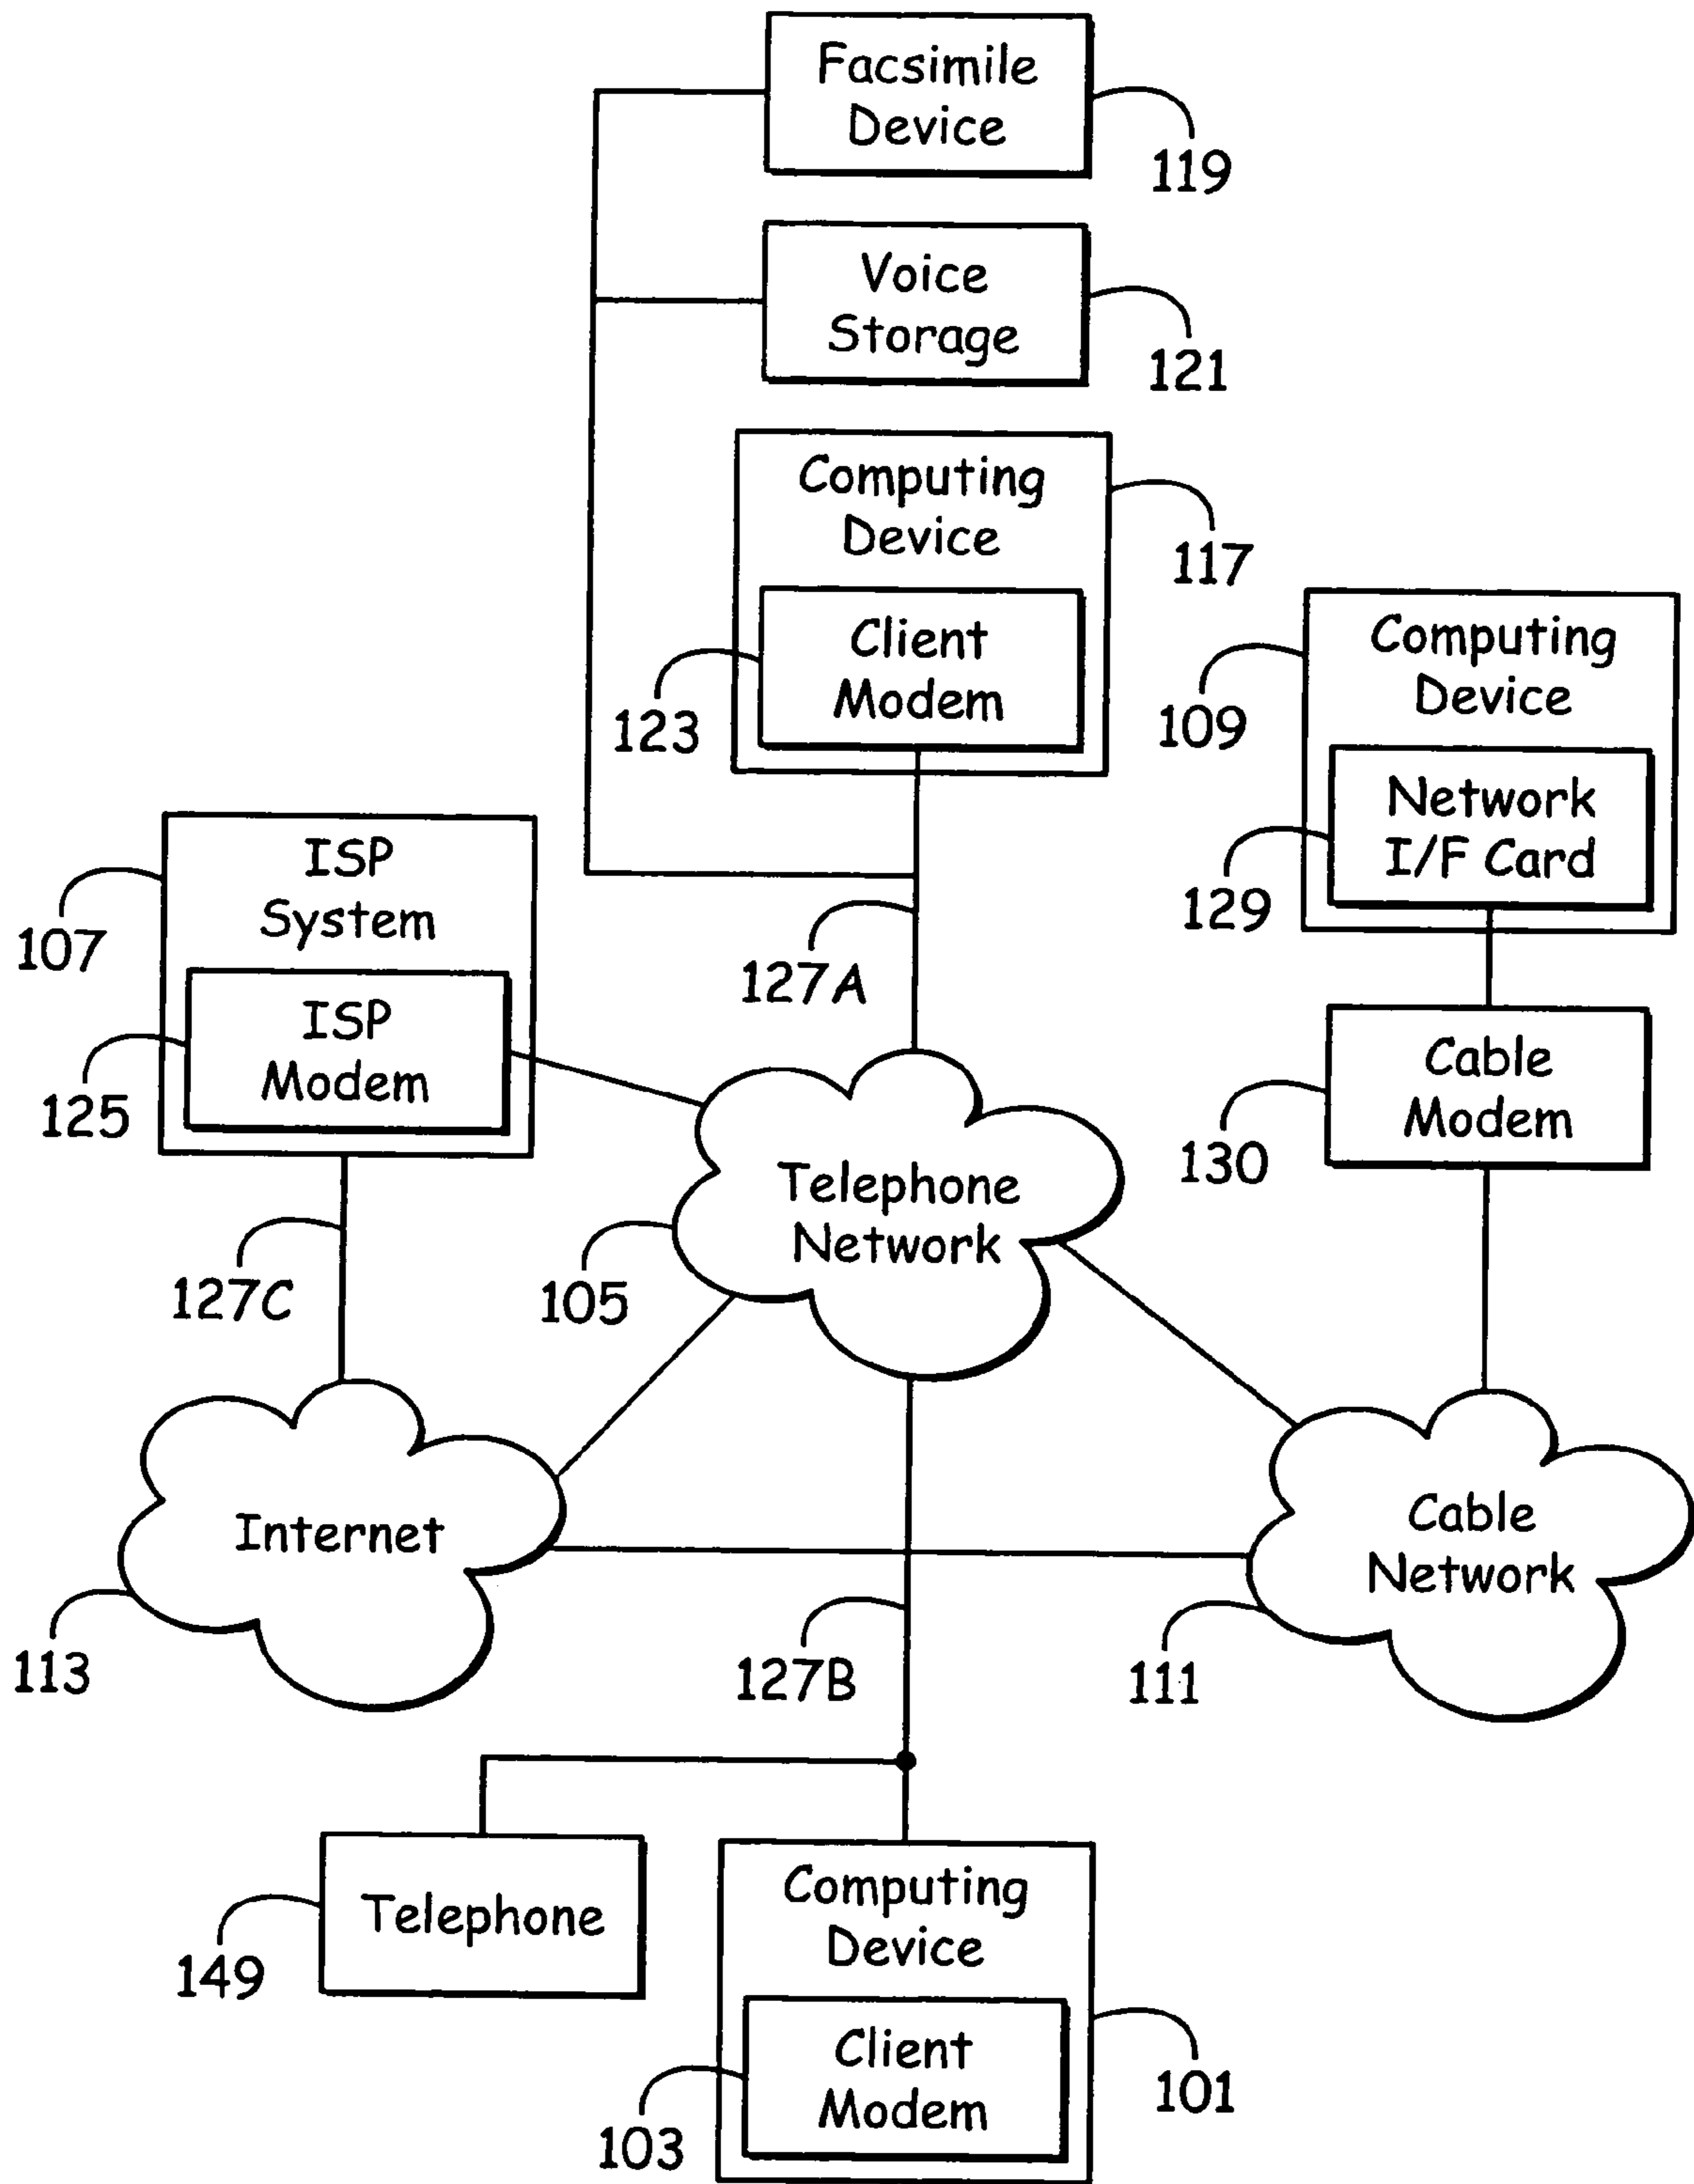 Facsimile
Device
119
Voice
Storage
121
Computing
Device
117
Client
Modem
123
Computing
Device
109
Network
I/F Card
129
ISP
System
107
ISP
Modem
125
127A
Cable
Modem
130
Telephone
Network
105
127C
Internet
113
Cable
Network
111
127B
Telephone
149
Computing
Device
101
Client
Modem
103